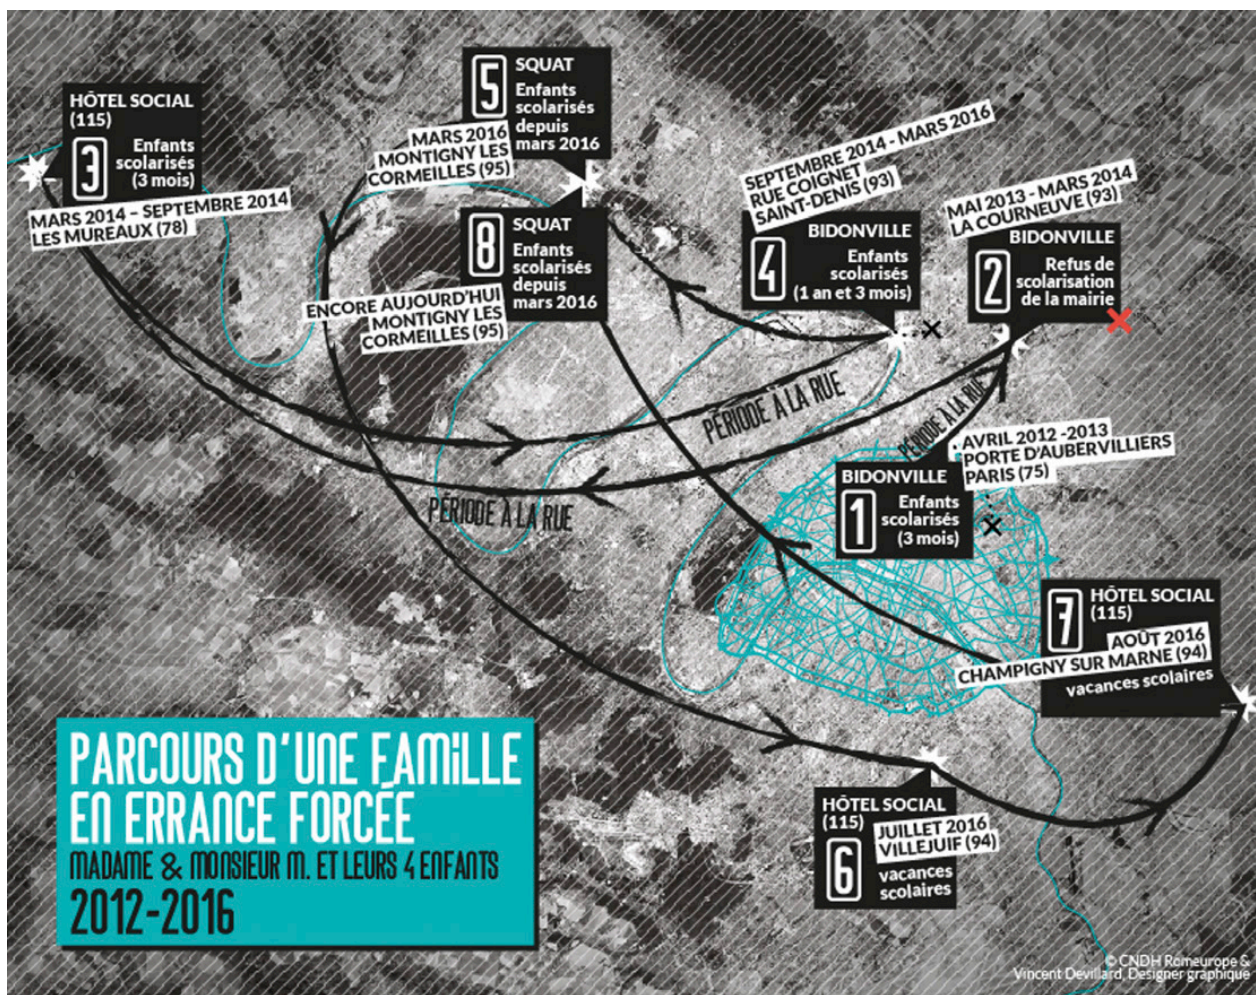 HÔTEL SOCIAL
(115)
3
Enfants
scolarisés
(3 mois)
MARS 2014 – SEPTEMBRE 2014
LES MUREAUX (78)
5
SQUAT
Enfants
scolarisés
depuis
mars 2016
MARS 2016
MONTIGNY LES
CORMEILLES (95)
8
SQUAT
Enfants
scolarisés
depuis
mars 2016
ENCORE AUJOURD'HUI
MONTIGNY LES
CORMEILLES (95)
SEPTEMBRE 2014 - MARS 2016
RUE COIGNET
SAINT-DENIS (93)
BIDONVILLE
4
Enfants
scolarisés
(1 an et 3 mois)
MAI 2013 - MARS 2014
LA COURNEUVE (93)
BIDONVILLE
2
Refus de
scolarisation
de la mairie
PÉRIODE À LA RUE
PÉRIODE À LA RUE
PÉRIODE À LA RUE
AVRIL 2012 -2013
PORTE D'AUBERVILLIERS
PARIS (75)
BIDONVILLE
1
Enfants
scolarisés
(3 mois)
7
HÔTEL SOCIAL
(115)
AOÛT 2016
CHAMPIGNY SUR MARNE (94)
vacances scolaires
HÔTEL SOCIAL
(115)
JUILLET 2016
VILLEJUIF (94)
6
vacances
scolaires
PARCOURS D'UNE FAMILLE
EN ERRANCE FORCÉE
MADAME & MONSIEUR M. ET LEURS 4 ENFANTS
2012-2016
© CNDH Romeurope &
Vincent Devillard, Designer graphique